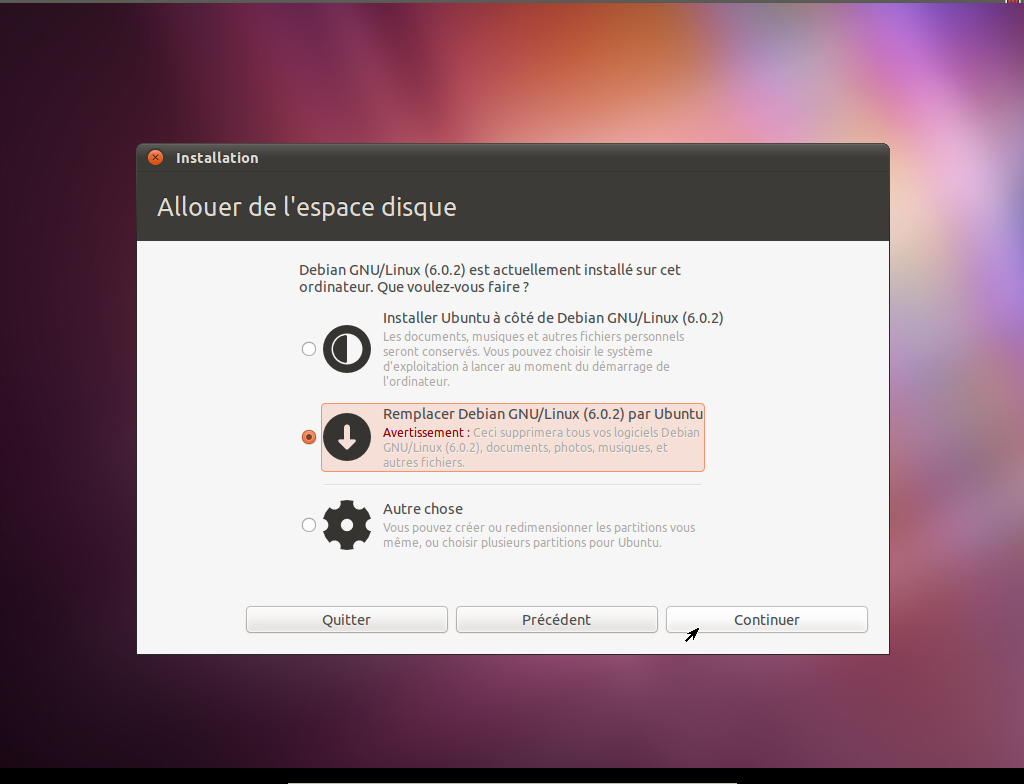 Installation
Allouer de l'espace disque
Debian GNU/Linux (6.0.2) est actuellement installé sur cet
ordinateur. Que voulez-vous faire ?
Installer Ubuntu à côté de Debian GNU/Linux (6.0.2)
Les documents, musiques et autres fichiers personnels
seront conservés. Vous pouvez choisir le système
d'exploitation à lancer au moment du démarrage de
l'ordinateur.
Remplacer Debian GNU/Linux (6.0.2) par Ubuntu
Avertissement : Ceci supprimera tous vos logiciels Debian
GNU/Linux (6.0.2), documents, photos, musiques, et
autres fichiers.
Autre chose
Vous pouvez créer ou redimensionner les partitions vous
même, ou choisir plusieurs partitions pour Ubuntu.
Quitter
Précédent
Continuer